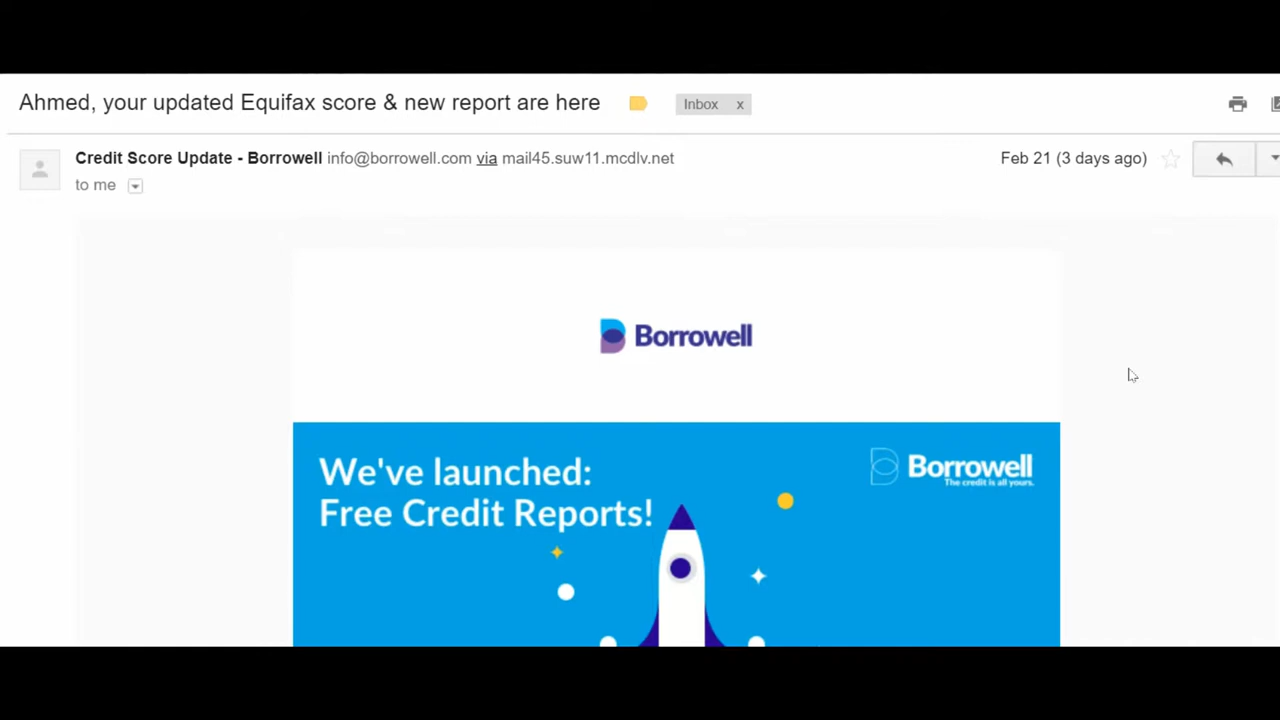 Ahmed, your updated Equifax score & new report are here
Inbox x
Credit Score Update - Borrowell info@borrowell.com via mail45.suw11.mcdlv.net
Feb 21 (3 days ago)
to me
Borrowell
We've launched:
Free Credit Reports!
Borrowell
The credit is all yours.